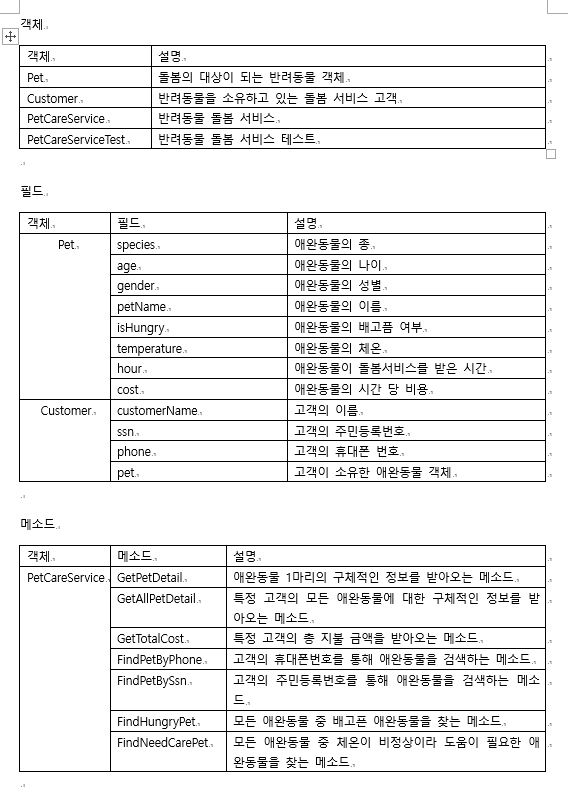 객체
객체 설명
Pet 돌봄의 대상이 되는 반려동물 객체
Customer 반려동물을 소유하고 있는 돌봄 서비스 고객
PetCareService 반려동물 돌봄 서비스
PetCareServiceTest 반려동물 돌봄 서비스 테스트
필드
객체 필드 설명
Pet species 애완동물의 종
age 애완동물의 나이
gender 애완동물의 성별
petName 애완동물의 이름
isHungry 애완동물의 배고픔 여부
temperature 애완동물의 체온
hour 애완동물이 돌봄서비스를 받은 시간
cost 애완동물의 시간 당 비용
Customer customerName 고객의 이름
ssn 고객의 주민등록번호
phone 고객의 휴대폰 번호
pet 고객이 소유한 애완동물 객체
메소드
객체 메소드 설명
PetCareService GetPetDetail 애완동물 1마리의 구체적인 정보를 받아오는 메소드
GetAllPetDetail 특정 고객의 모든 애완동물에 대한 구체적인 정보를 받
아오는 메소드
GetTotalCost 특정 고객의 총 지불 금액을 받아오는 메소드
FindPetByPhone 고객의 휴대폰번호를 통해 애완동물을 검색하는 메소드
FindPetBySsn 고객의 주민등록번호를 통해 애완동물을 검색하는 메소
드
FindHungryPet 모든 애완동물 중 배고픈 애완동물을 찾는 메소드
FindNeedCarePet 모든 애완동물 중 체온이 비정상이라 도움이 필요한 애
완동물을 찾는 메소드